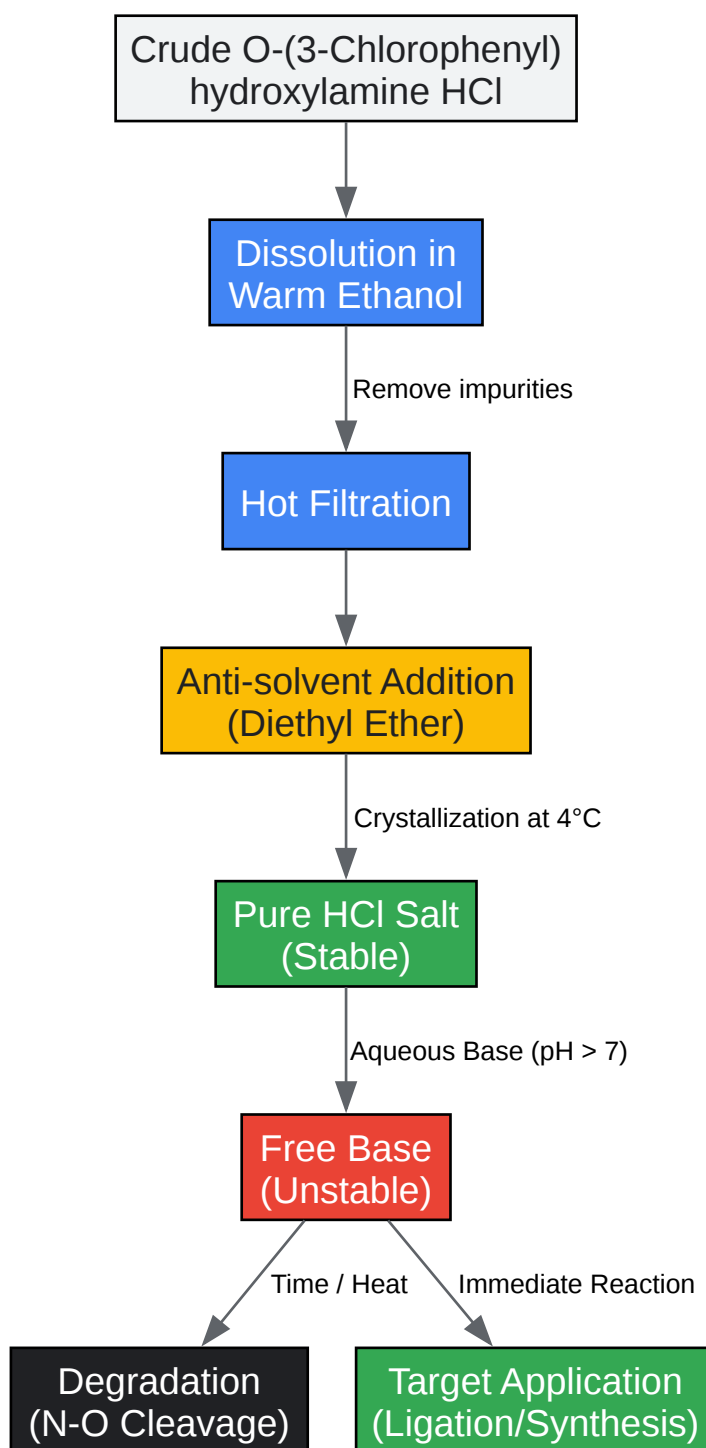 Crude O-(3-Chlorophenyl)
hydroxylamine HCl
Dissolution in
Warm Ethanol
Remove impurities
Hot Filtration
Anti-solvent Addition
(Diethyl Ether)
Crystallization at 4°C
Pure HCl Salt
(Stable)
Aqueous Base (pH > 7)
Free Base
(Unstable)
Time / Heat
Immediate Reaction
Degradation
(N-O Cleavage)
Target Application
(Ligation/Synthesis)